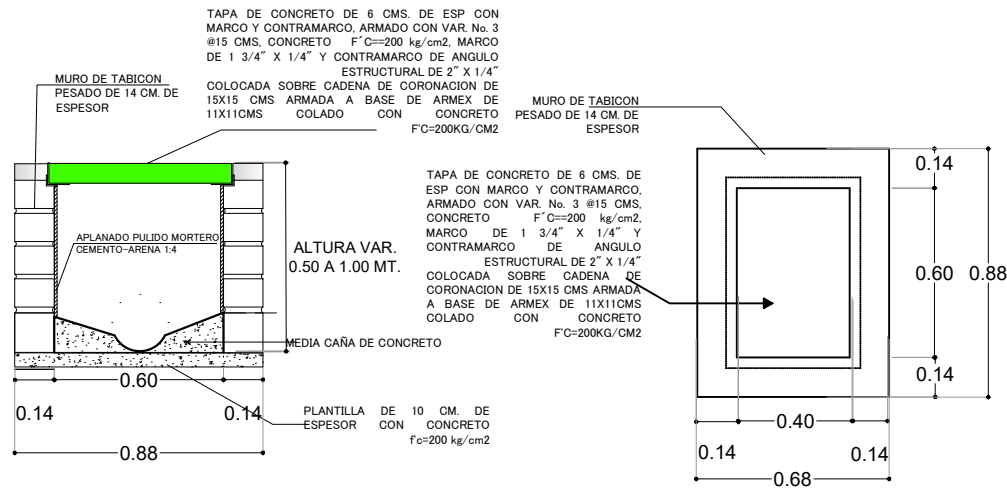 TAPA DE CONCRETO DE 6 CMS. DE ESP CON
MARCO Y CONTRAMARCO, ARMADO CON VAR. No. 3
@15 CMS, CONCRETO F´C==200 kg/cm2, MARCO
DE 1 3/4" X 1/4" Y CONTRAMARCO DE ANGULO
ESTRUCTURAL DE 2" X 1/4"
COLOCADA SOBRE CADENA DE CORONACION DE
15X15 CMS ARMADA A BASE DE ARMEX DE
11X11CMS COLADO CON CONCRETO
F'C=200KG/CM2
MURO DE TABICON
PESADO DE 14 CM. DE
ESPESOR
APLANADO PULIDO MORTERO
CEMENTO-ARENA 1:4
ALTURA VAR.
0.50 A 1.00 MT.
MEDIA CAÑA DE CONCRETO
0.60
0.14
0.14
0.88
PLANTILLA DE 10 CM. DE
ESPESOR CON CONCRETO
f'c=200 kg/cm2
MURO DE TABICON
PESADO DE 14 CM. DE
ESPESOR
TAPA DE CONCRETO DE 6 CMS. DE
ESP CON MARCO Y CONTRAMARCO,
ARMADO CON VAR. No. 3 @15 CMS,
CONCRETO F´C==200 kg/cm2,
MARCO DE 1 3/4" X 1/4" Y
CONTRAMARCO DE ANGULO
ESTRUCTURAL DE 2" X 1/4"
COLOCADA SOBRE CADENA DE
CORONACION DE 15X15 CMS ARMADA
A BASE DE ARMEX DE 11X11CMS
COLADO CON CONCRETO
F'C=200KG/CM2
0.14
0.60
0.88
0.14
0.40
0.14
0.14
0.68